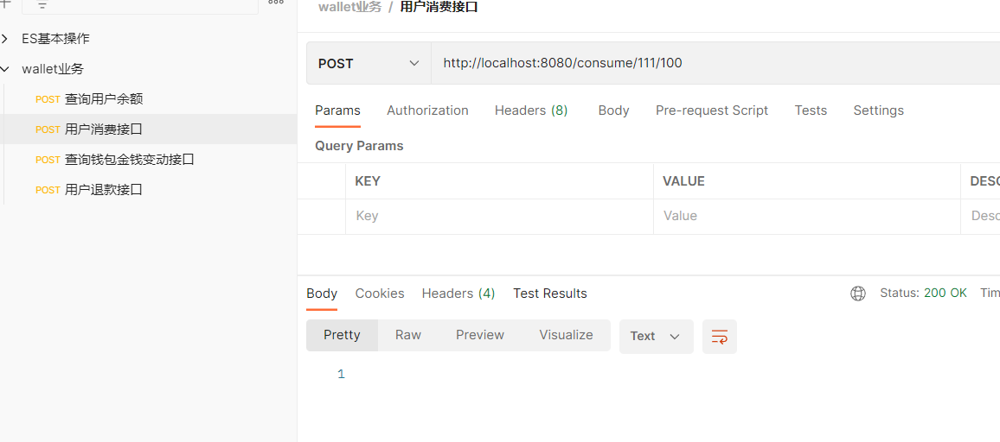 ES基本操作
wallet业务
POST 查询用户余额
POST 用户消费接口
POST 查询钱包金钱变动接口
POST 用户退款接口
wallet业务 / 用户消费接口
POST http://localhost:8080/consume/111/100
Params Authorization Headers (8) Body Pre-request Script Tests Settings
Query Params
KEY VALUE DESC
Key Value Desc
Body Cookies Headers (4) Test Results Status: 200 OK Tim
Pretty Raw Preview Visualize Text
1